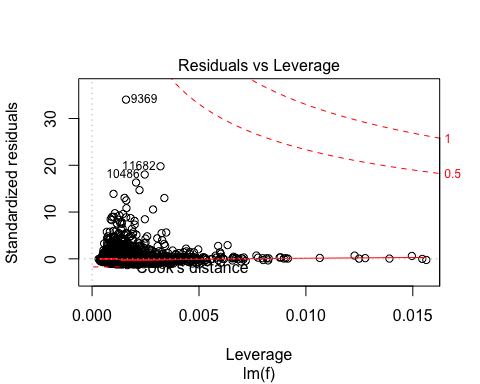 Residuals vs Leverage
Standardized residuals
30
20
10
0
9369
11682
10486
1
0.5
Cook's distance
0.000
0.005
0.010
0.015
Leverage
lm(f)